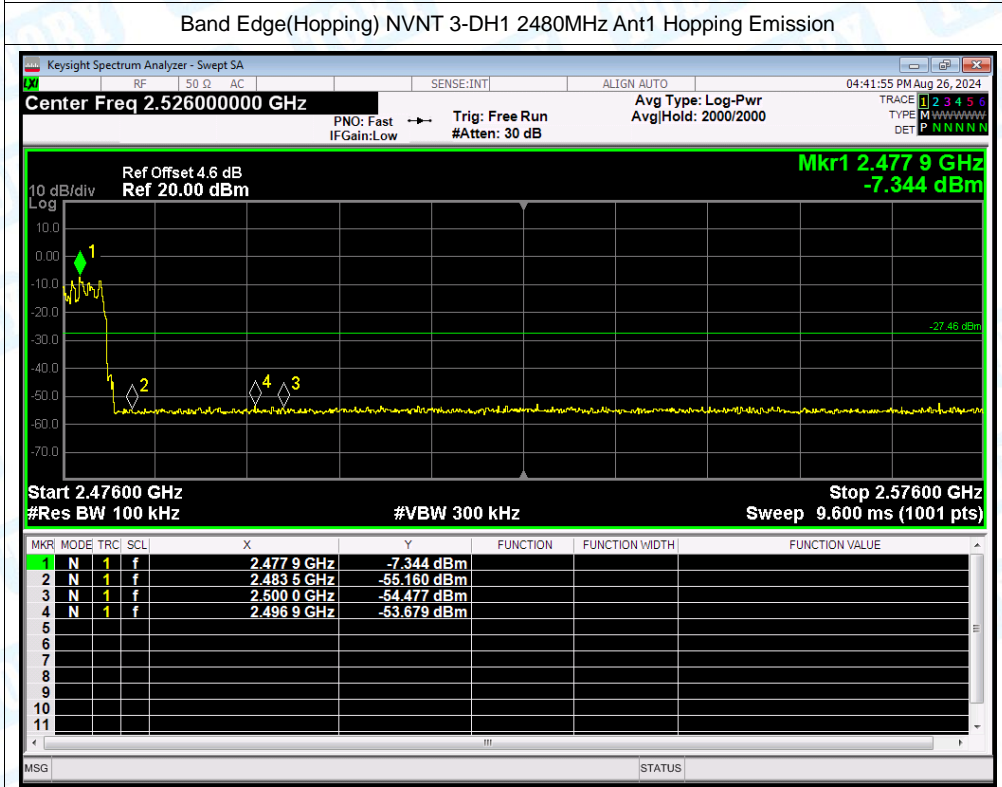 Band Edge(Hopping) NVNT 3-DH1 2480MHz Ant1 Hopping Emission
Keysight Spectrum Analyzer - Swept SA
LXI RF 50 Ω AC SENSE:INT ALIGN AUTO 04:41:55 PM Aug 26, 2024
Center Freq 2.526000000 GHz
PNO: Fast
IFGain:Low
Trig: Free Run
#Atten: 30 dB
Avg Type: Log-Pwr
Avg|Hold: 2000/2000
TRACE 1 2 3 4 5 6
TYPE M WWWWW
DET P N N N N N
Mkr1 2.477 9 GHz
-7.344 dBm
Ref Offset 4.6 dB
10 dB/div Ref 20.00 dBm
Log
10.0
0.00
-10.0
-20.0
-30.0
-40.0
-50.0
-60.0
-70.0
1
-27.46 dBm
2
4
3
Start 2.47600 GHz Stop 2.57600 GHz
#Res BW 100 kHz #VBW 300 kHz Sweep 9.600 ms (1001 pts)
MKR MODE TRC SCL X Y FUNCTION FUNCTION WIDTH FUNCTION VALUE
1 N 1 f 2.477 9 GHz -7.344 dBm
2 N 1 f 2.483 5 GHz -55.160 dBm
3 N 1 f 2.500 0 GHz -54.477 dBm
4 N 1 f 2.496 9 GHz -53.679 dBm
5
6
7
8
9
10
11
MSG STATUS